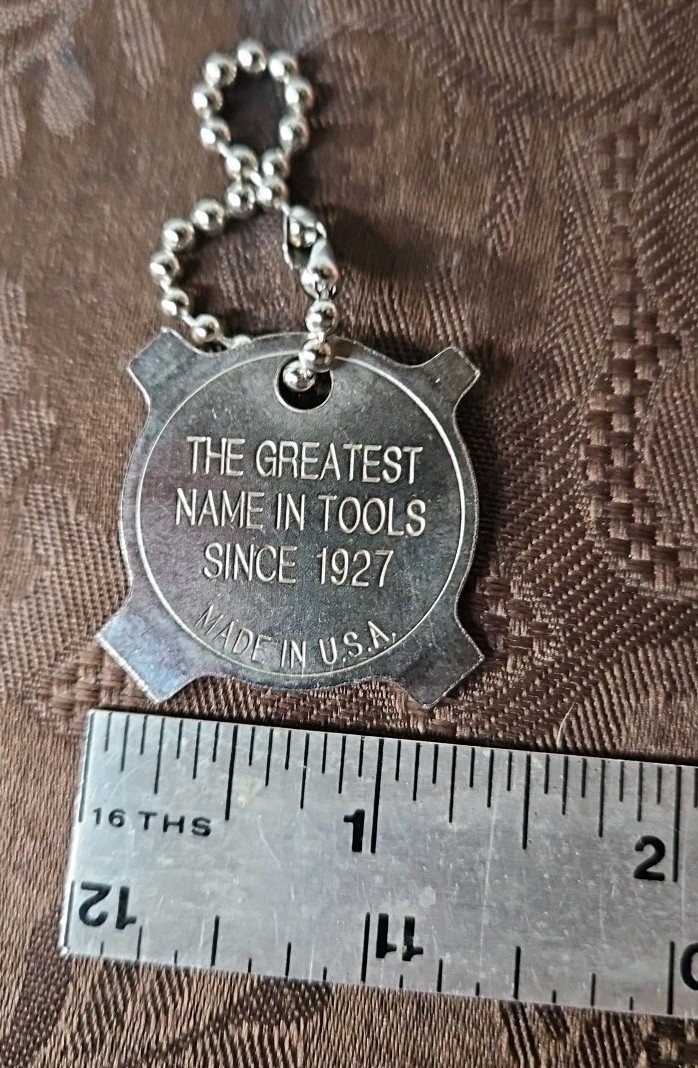 THE GREATEST
NAME IN TOOLS
SINCE 1927
MADE IN U.S.A.
1
16 THS
2
12
11